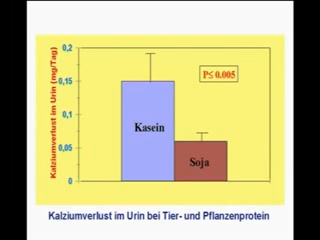 Kalziumverlust im Urin (mg/Tag)
0,2
0,15
0,1
0,05
0
P≤ 0.005
Kasein
Soja
Kalziumverlust im Urin bei Tier- und Pflanzenprotein